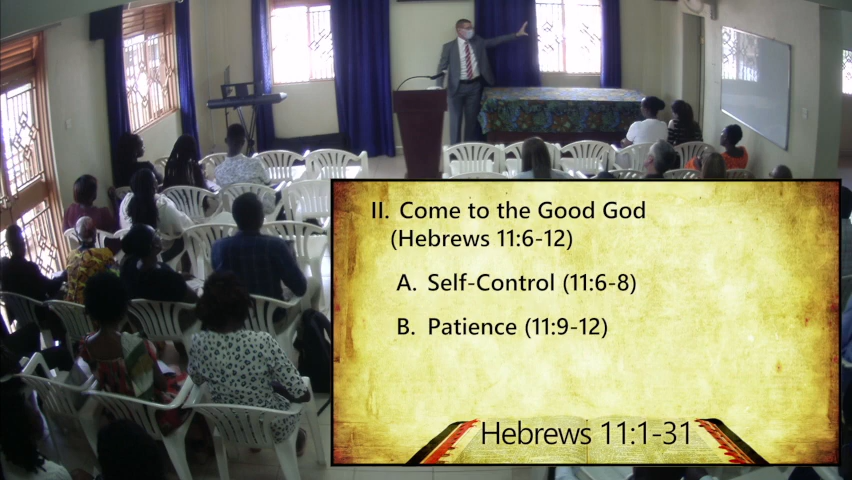 II. Come to the Good God
(Hebrews 11:6-12)
A. Self-Control (11:6-8)
B. Patience (11:9-12)
Hebrews 11:1-31